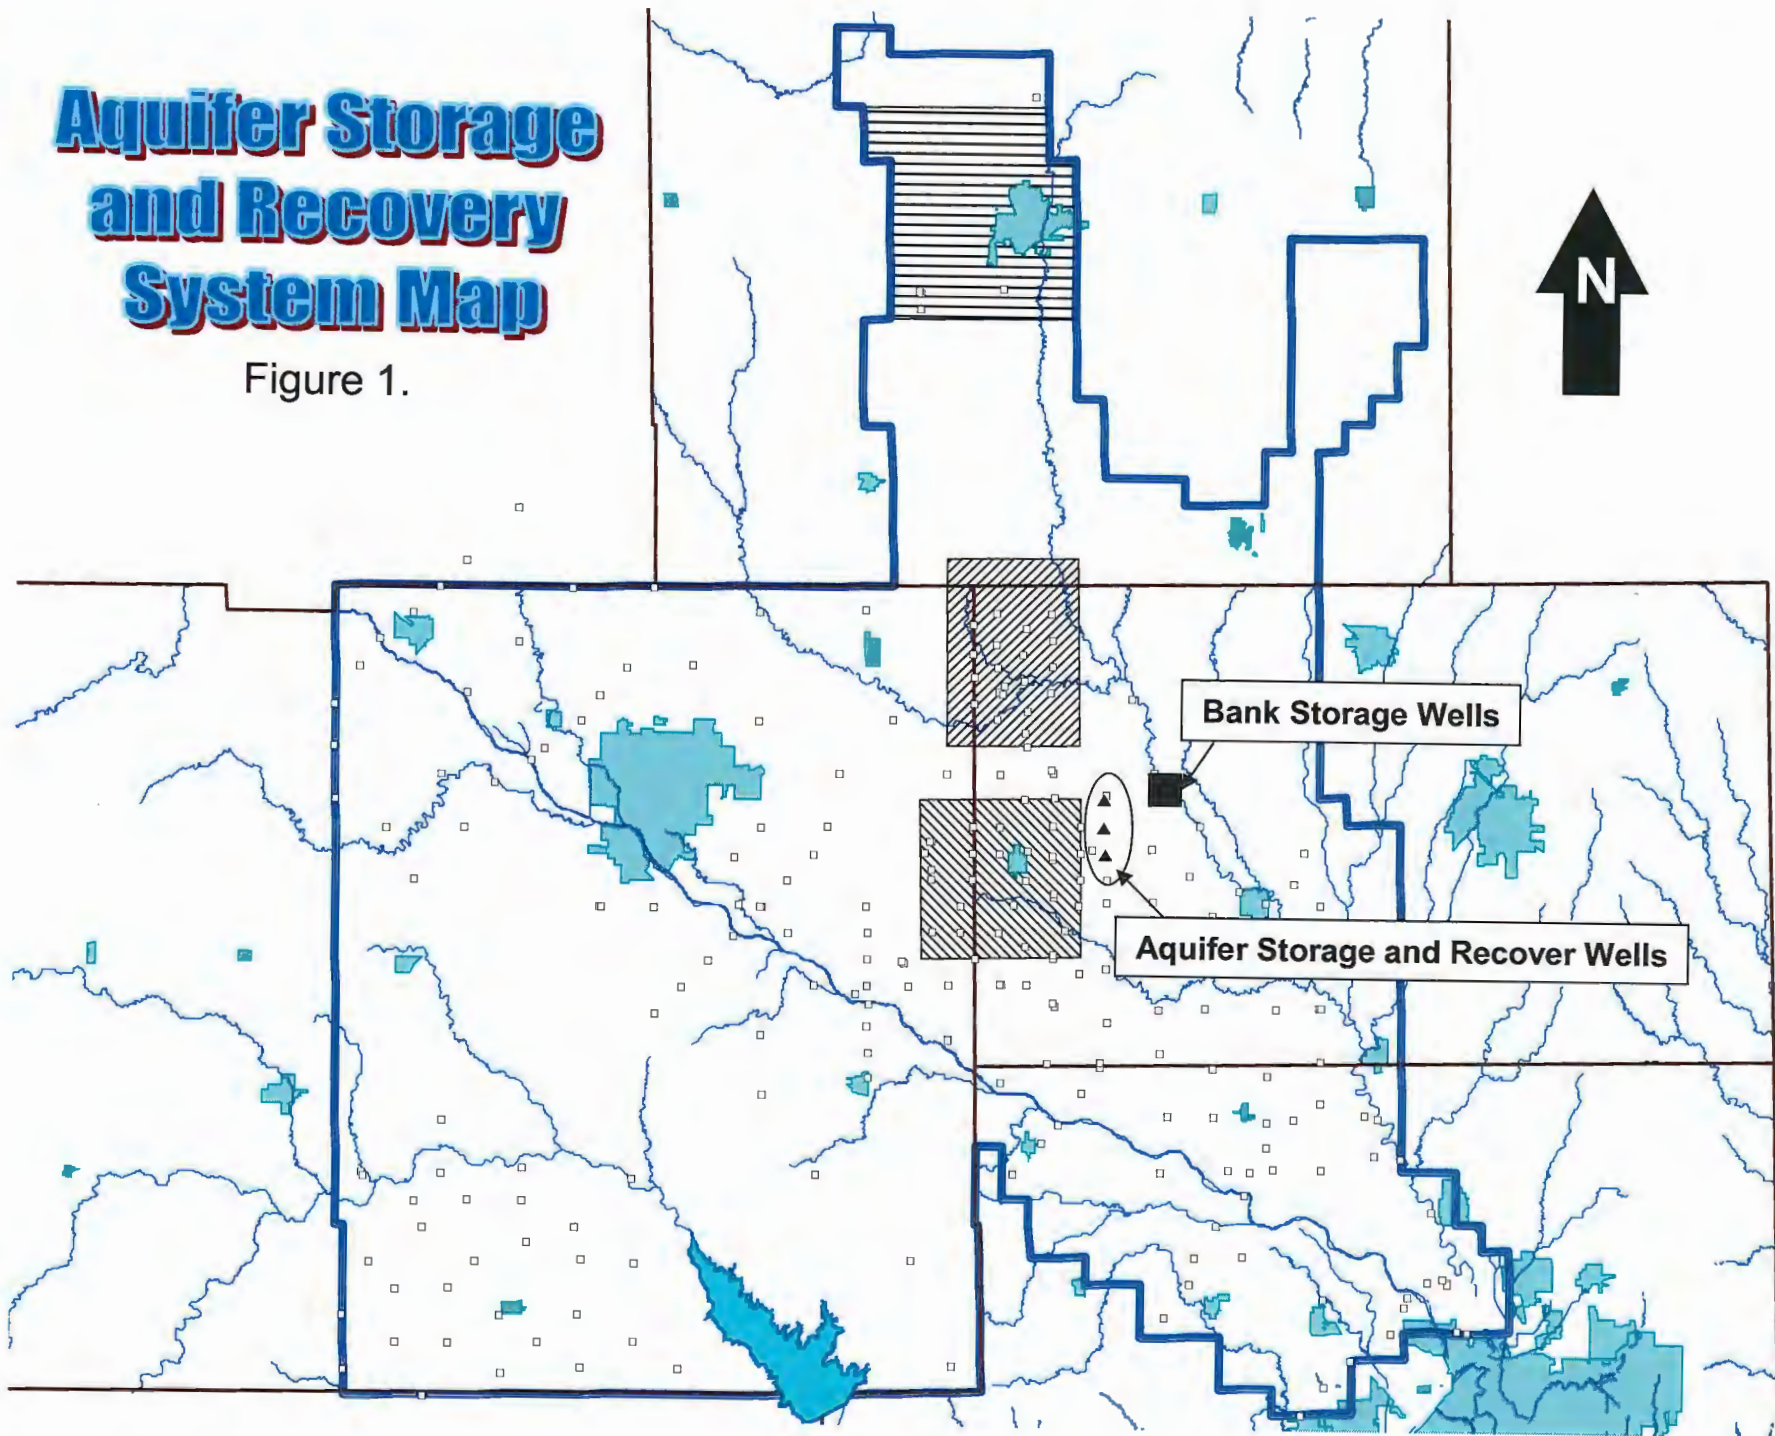 Aquifer Storage
and Recovery
System Map
Figure 1.
N
Bank Storage Wells
Aquifer Storage and Recover Wells